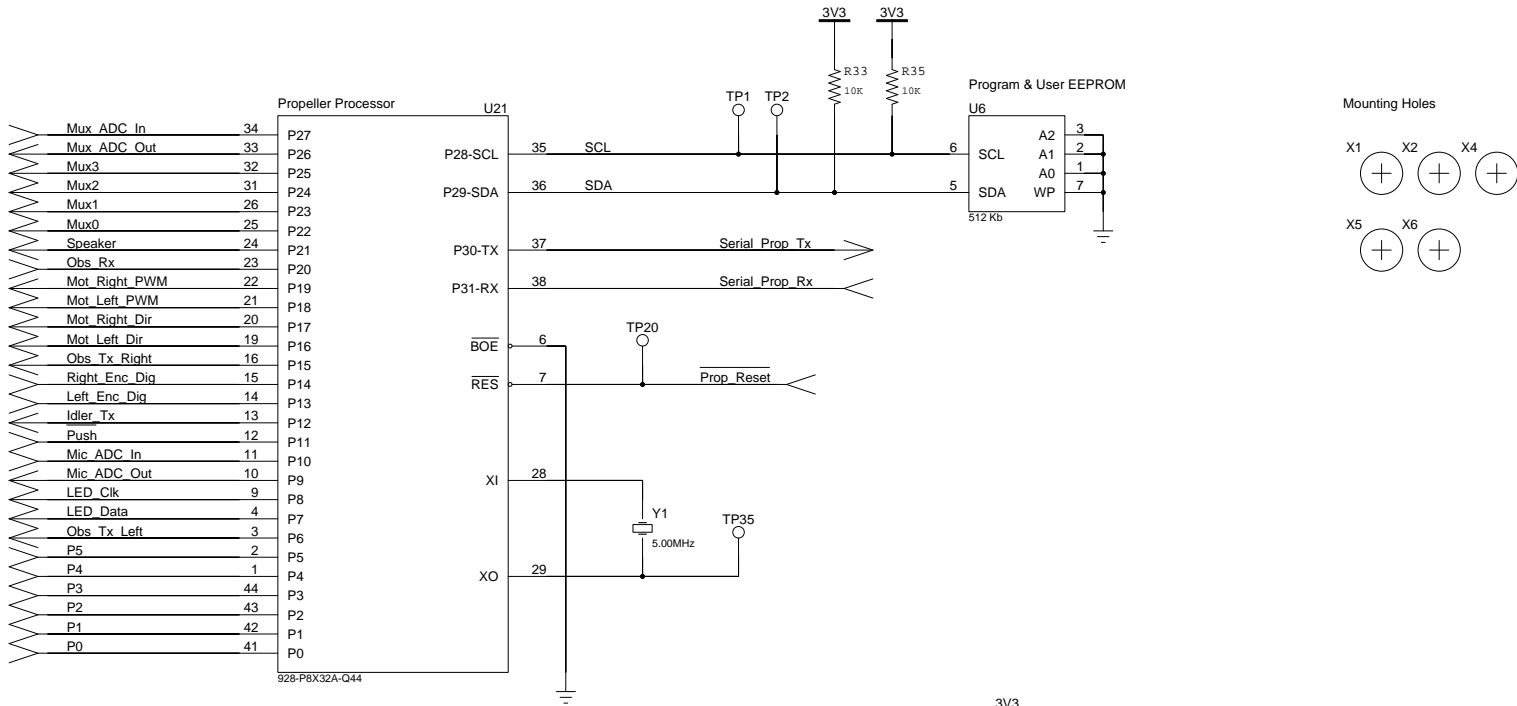 3V3 3V3
R33 R35
10K 10K
Program & User EEPROM
TP1 TP2
Mounting Holes
Propeller Processor
U21
U6
Mux_ADC_In 34 P27
A2 3
Mux_ADC_Out 33 P26
P28-SCL 35 SCL
6 SCL A1 2
X1 X2 X4
Mux3 32 P25
A0 1
Mux2 31 P24
P29-SDA 36 SDA
5 SDA WP 7
Mux1 26 P23
512 Kb
Mux0 25 P22
X5 X6
Speaker 24 P21
P30-TX 37 Serial_Prop_Tx
Obs_Rx 23 P20
Mot_Right_PWM 22 P19
P31-RX 38 Serial_Prop_Rx
Mot_Left_PWM 21 P18
Mot_Right_Dir 20 P17
TP20
Mot_Left_Dir 19 P16
BOE 6
Obs_Tx_Right 16 P15
Right_Enc_Dig 15 P14
RES 7 Prop_Reset
Left_Enc_Dig 14 P13
Idler_Tx 13 P12
Push 12 P11
Mic_ADC_In 11 P10
Mic_ADC_Out 10 P9
XI 28
LED_Clk 9 P8
LED_Data 4 P7
Y1
TP35
Obs_Tx_Left 3 P6
5.00MHz
P5 2 P5
P4 1 P4
XO 29
P3 44 P3
P2 43 P2
P1 42 P1
P0 41 P0
928-P8X32A-Q44
3V3